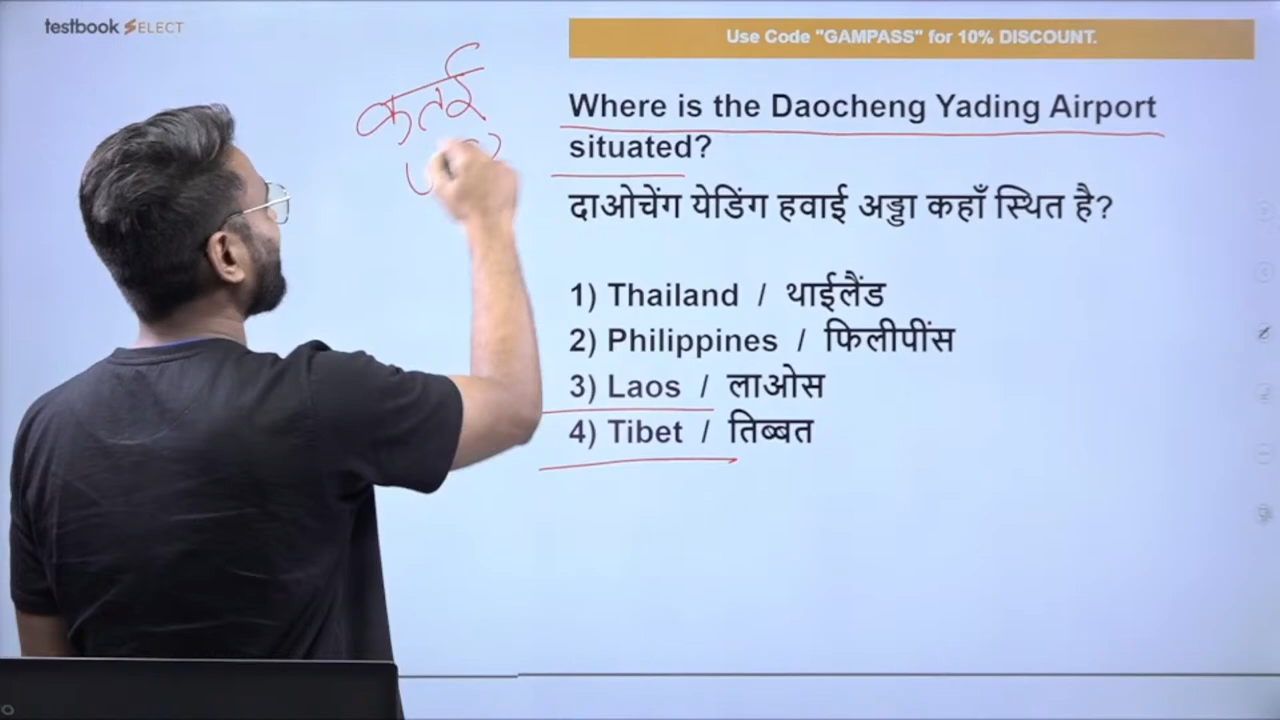 testbook SELECT
Use Code "GAMPASS" for 10% DISCOUNT.
कतर
Where is the Daocheng Yading Airport
situated?
दाओचेंग येडिंग हवाई अड्डा कहाँ स्थित है?
1) Thailand / थाईलैंड
2) Philippines / फिलीपींस
3) Laos / लाओस
4) Tibet / तिब्बत